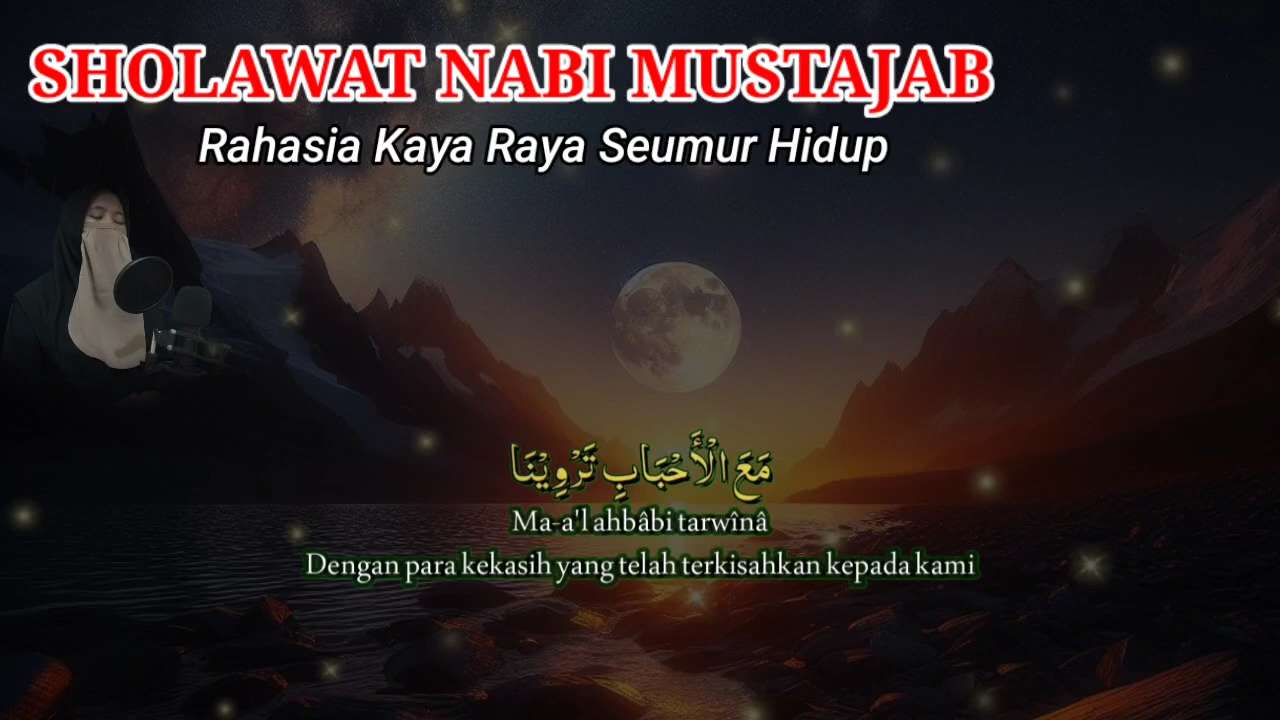 SHOLAWAT NABI MUSTAJAB
Rahasia Kaya Raya Seumur Hidup
مَعَ الْأَحْبَابِ تَرْوِيْنَا
Ma-a'l ahbâbi tarwînâ
Dengan para kekasih yang telah terkisahkan kepada kami